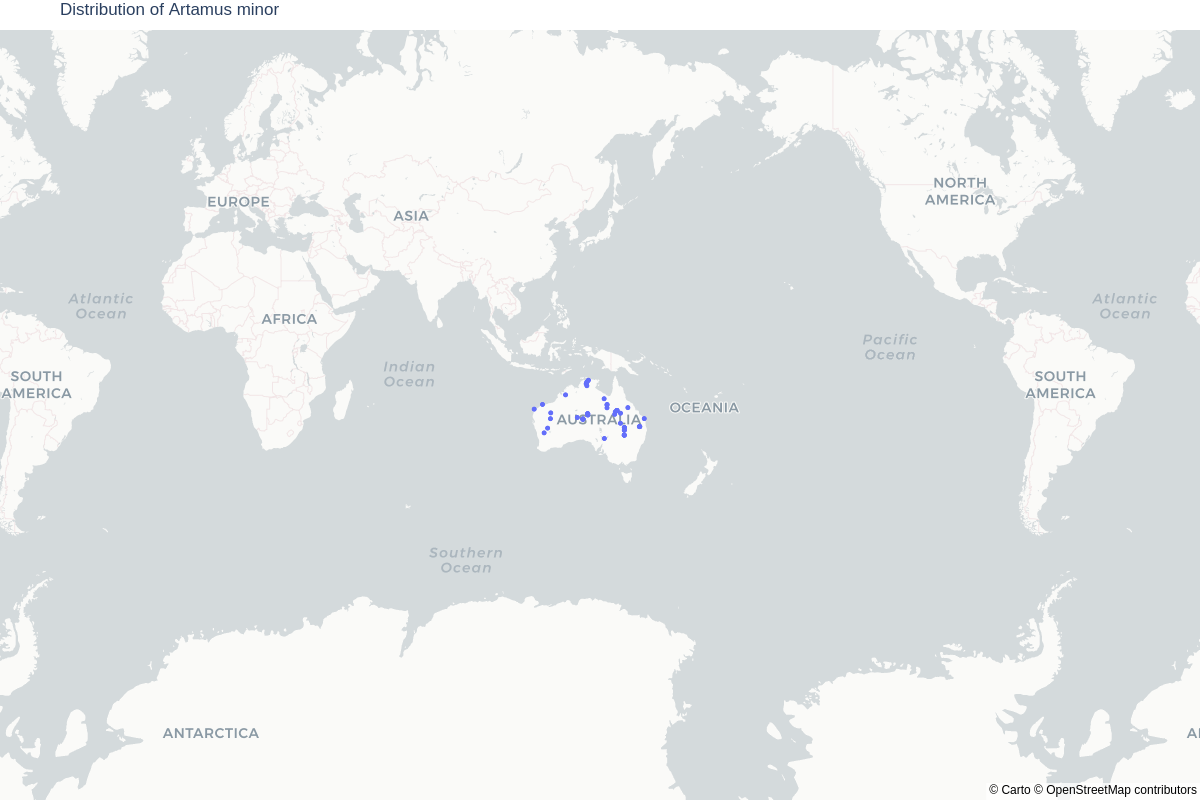 Distribution of Artamus minor
EUROPE
ASIA
NORTH
AMERICA
Atlantic
Ocean
AFRICA
Atlantic
Ocean
Pacific
Ocean
Indian
Ocean
SOUTH
AMERICA
SOUTH
AMERICA
OCEANIA
AUSTRALIA
Southern
Ocean
ANTARCTICA
AI
© Carto © OpenStreetMap contributors